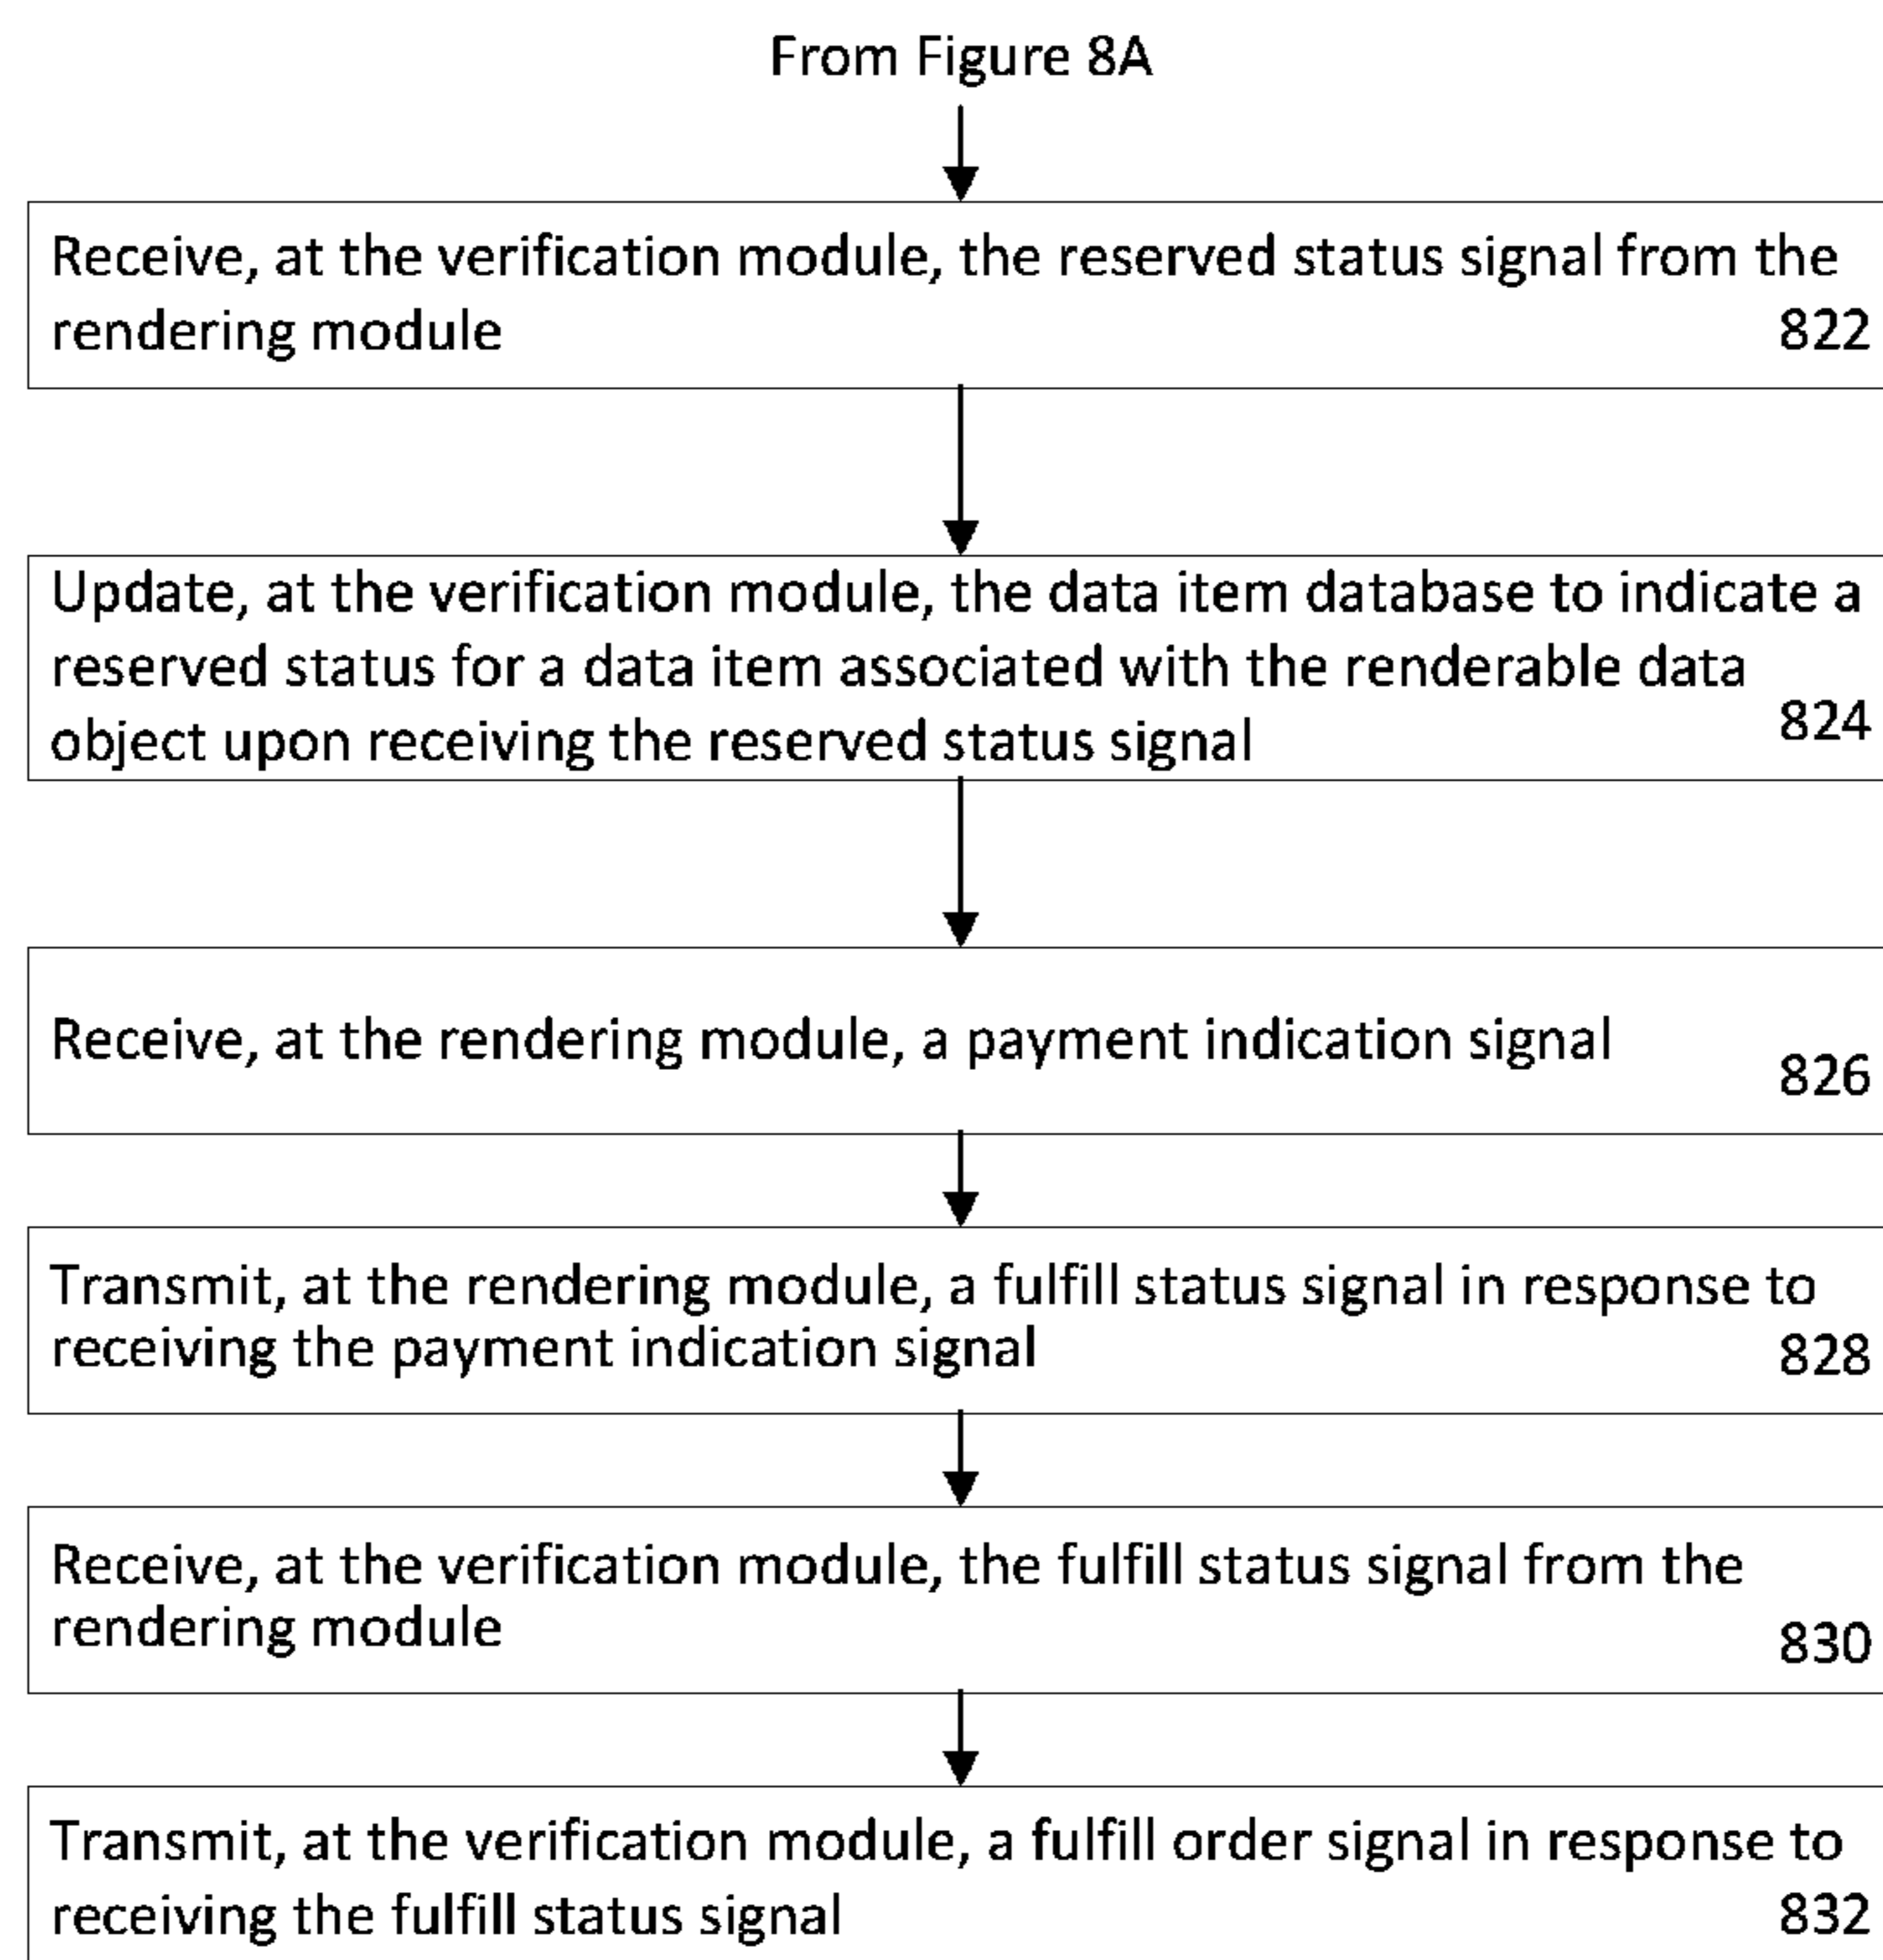 From Figure 8A
Receive, at the verification module, the reserved status signal from the
rendering module
822
Update, at the verification module, the data item database to indicate a
reserved status for a data item associated with the renderable data
object upon receiving the reserved status signal
824
Receive, at the rendering module, a payment indication signal
826
Transmit, at the rendering module, a fulfill status signal in response to
receiving the payment indication signal
828
Receive, at the verification module, the fulfill status signal from the
rendering module
830
Transmit, at the verification module, a fulfill order signal in response to
receiving the fulfill status signal
832